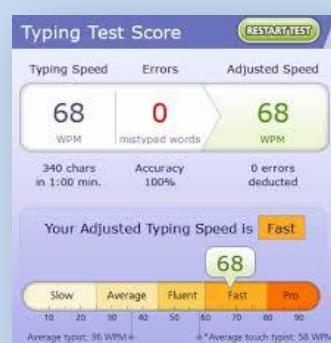 Typing Test Score
RESTART TEST
Typing Speed Errors Adjusted Speed
68 0 68
WPM mistyped words WPM
340 chars Accuracy 0 errors
in 1:00 min. 100% deducted
Your Adjusted Typing Speed is Fast
68
Slow Average Fluent Fast Pro
10 20 30 40 50 60 70 80 90
Average typist: 36 WPM *Average touch typist: 58 WPM